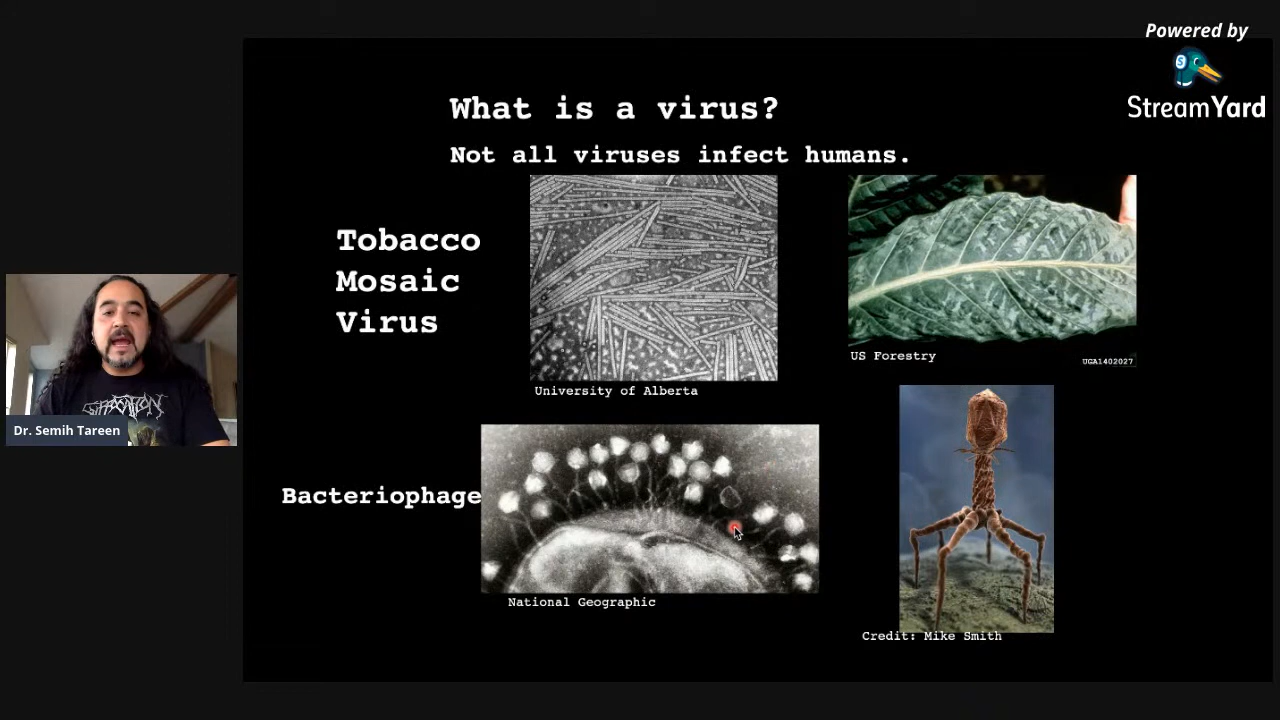 Powered by
StreamYard
What is a virus?
Not all viruses infect humans.
Tobacco
Mosaic
Virus
University of Alberta
US Forestry
UGA1402027
Dr. Semih Tareen
SUFFOCATION
Bacteriophage
National Geographic
Credit: Mike Smith